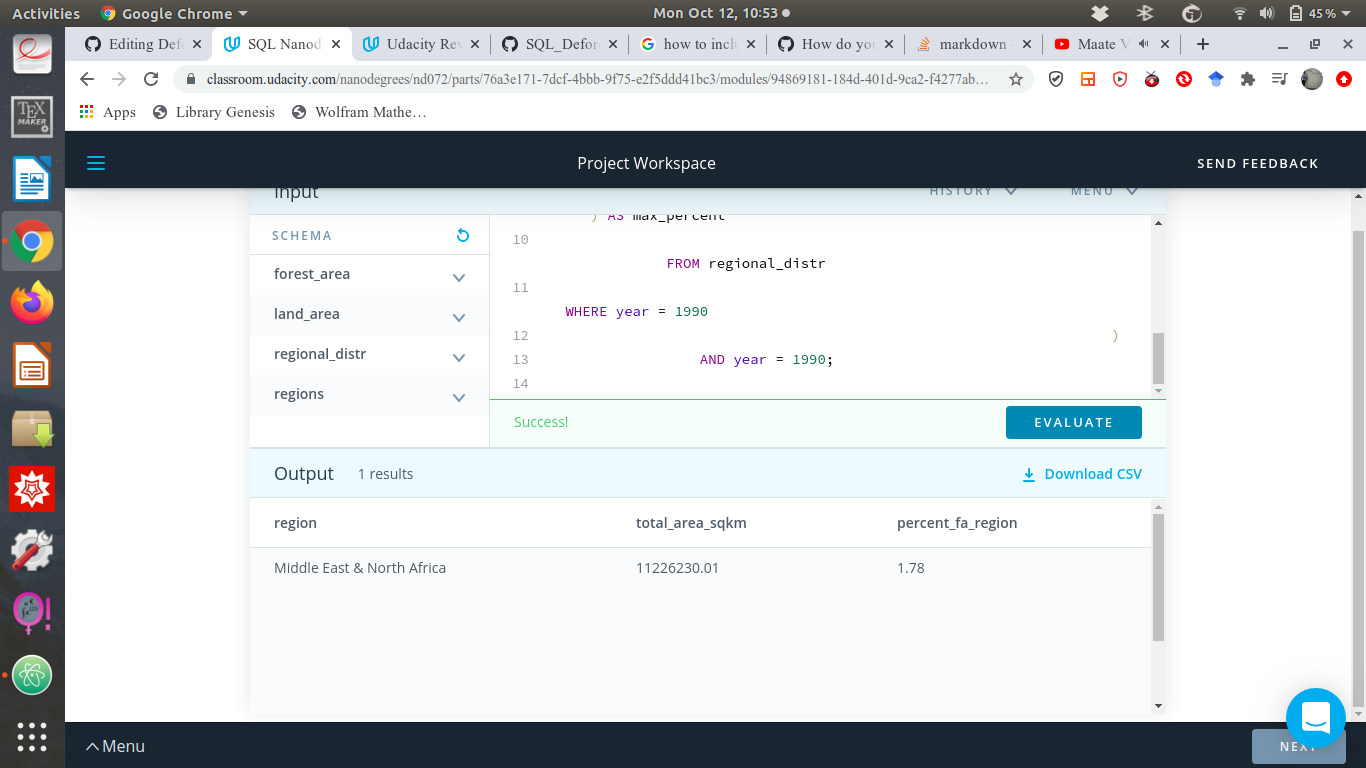 Activities Google Chrome Mon Oct 12, 10:53 45%
Editing Def SQL Nanod Udacity Rev SQL_Defor how to inclu How do you markdown Maate V
classroom.udacity.com/nanodegrees/nd072/parts/76a3e171-7dcf-4bbb-9f75-e2f5ddd41bc3/modules/94869181-184d-401d-9ca2-f4277ab…
Apps Library Genesis Wolfram Mathe…
Project Workspace SEND FEEDBACK
Input HISTORY MENU
SCHEMA
forest_area
land_area
regional_distr
regions
) AS max_percent
10
FROM regional_distr
11
WHERE year = 1990
12 )
13 AND year = 1990;
14
Success! EVALUATE
Output 1 results Download CSV
region total_area_sqkm percent_fa_region
Middle East & North Africa 11226230.01 1.78
Menu NEXT